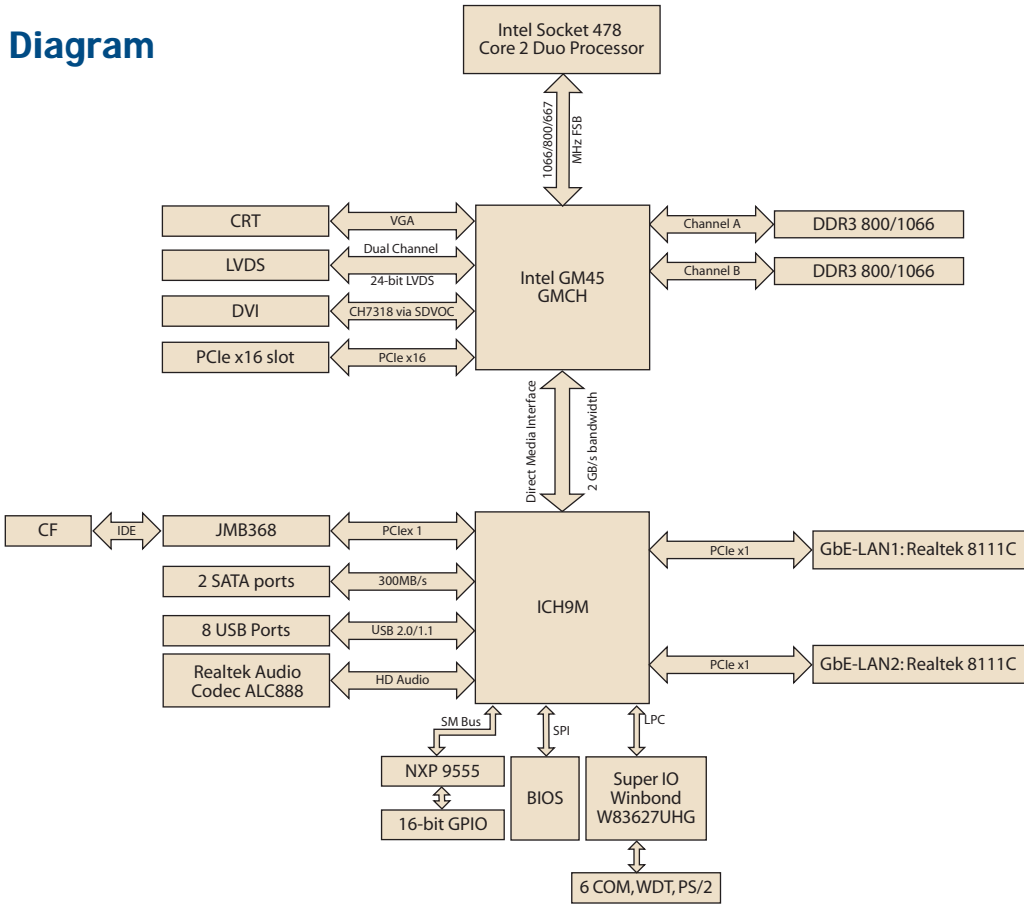 Diagram
Intel Socket 478
Core 2 Duo Processor
1066/800/667
MHz FSB
CRT
VGA
LVDS
Dual Channel
24-bit LVDS
DVI
CH7318 via SDVOC
PCIe x16 slot
PCIe x16
Intel GM45
GMCH
Channel A
DDR3 800/1066
Channel B
DDR3 800/1066
Direct Media Interface
2 GB/s bandwidth
CF
IDE
JMB368
PCIex 1
2 SATA ports
300MB/s
8 USB Ports
USB 2.0/1.1
Realtek Audio
Codec ALC888
HD Audio
ICH9M
PCIe x1
GbE-LAN1: Realtek 8111C
PCIe x1
GbE-LAN2: Realtek 8111C
SM Bus
SPI
LPC
NXP 9555
16-bit GPIO
BIOS
Super IO
Winbond
W83627UHG
6 COM, WDT, PS/2